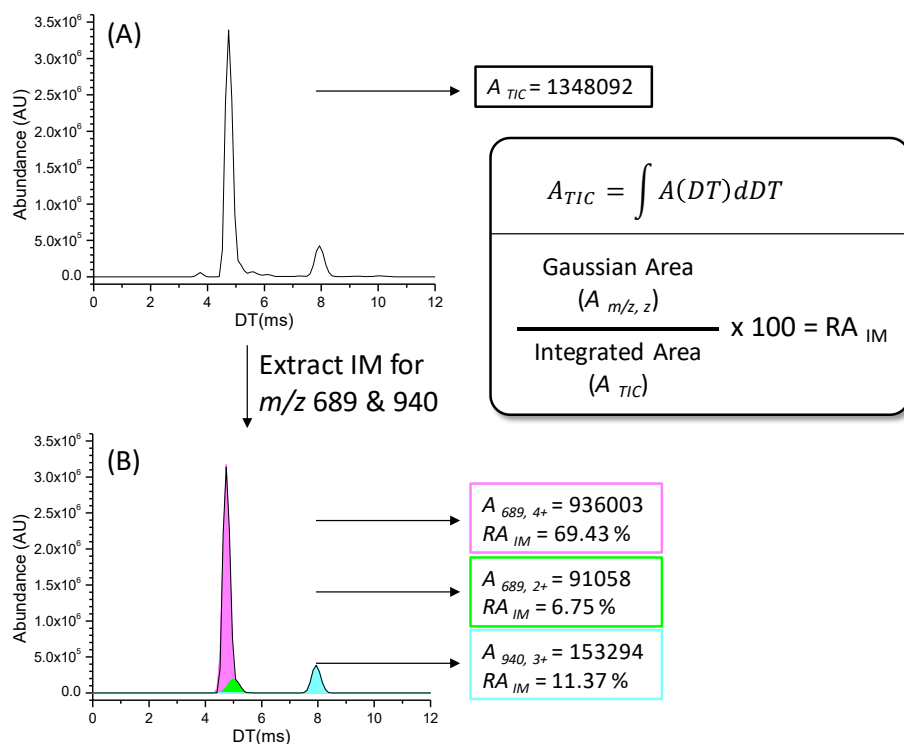 (A)
Abundance (AU)
3.5x10⁶
3.0x10⁶
2.5x10⁶
2.0x10⁶
1.5x10⁶
1.0x10⁶
5.0x10⁵
0.0
0 2 4 6 8 10 12
DT(ms)
A TIC = 1348092
A_TIC = ∫ A(DT)dDT
Gaussian Area
(A m/z, z)
x 100 = RA IM
Integrated Area
(A TIC)
Extract IM for
m/z 689 & 940
(B)
Abundance (AU)
3.5x10⁶
3.0x10⁶
2.5x10⁶
2.0x10⁶
1.5x10⁶
1.0x10⁶
5.0x10⁵
0.0
0 2 4 6 8 10 12
DT(ms)
A 689, 4+ = 936003
RA IM = 69.43 %
A 689, 2+ = 91058
RA IM = 6.75 %
A 940, 3+ = 153294
RA IM = 11.37 %